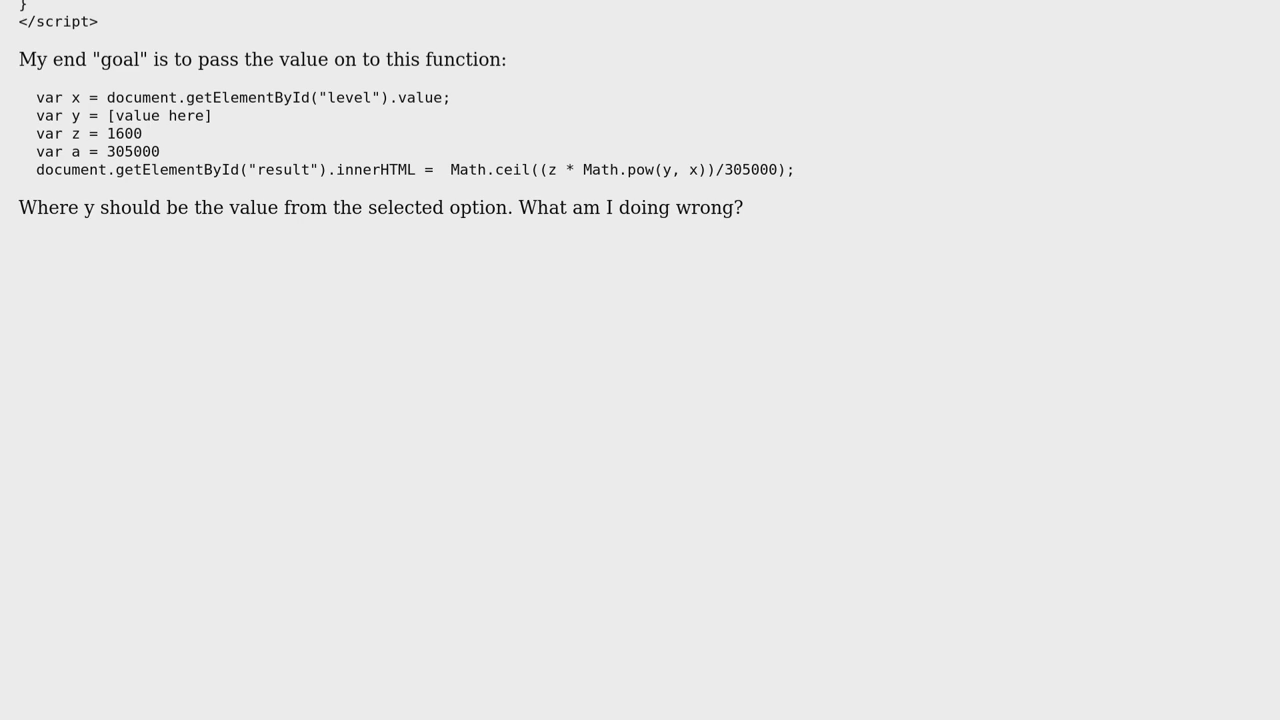 }
</script>
My end "goal" is to pass the value on to this function:
  var x = document.getElementById("level").value;
  var y = [value here]
  var z = 1600
  var a = 305000
  document.getElementById("result").innerHTML =  Math.ceil((z * Math.pow(y, x))/305000);
Where y should be the value from the selected option. What am I doing wrong?